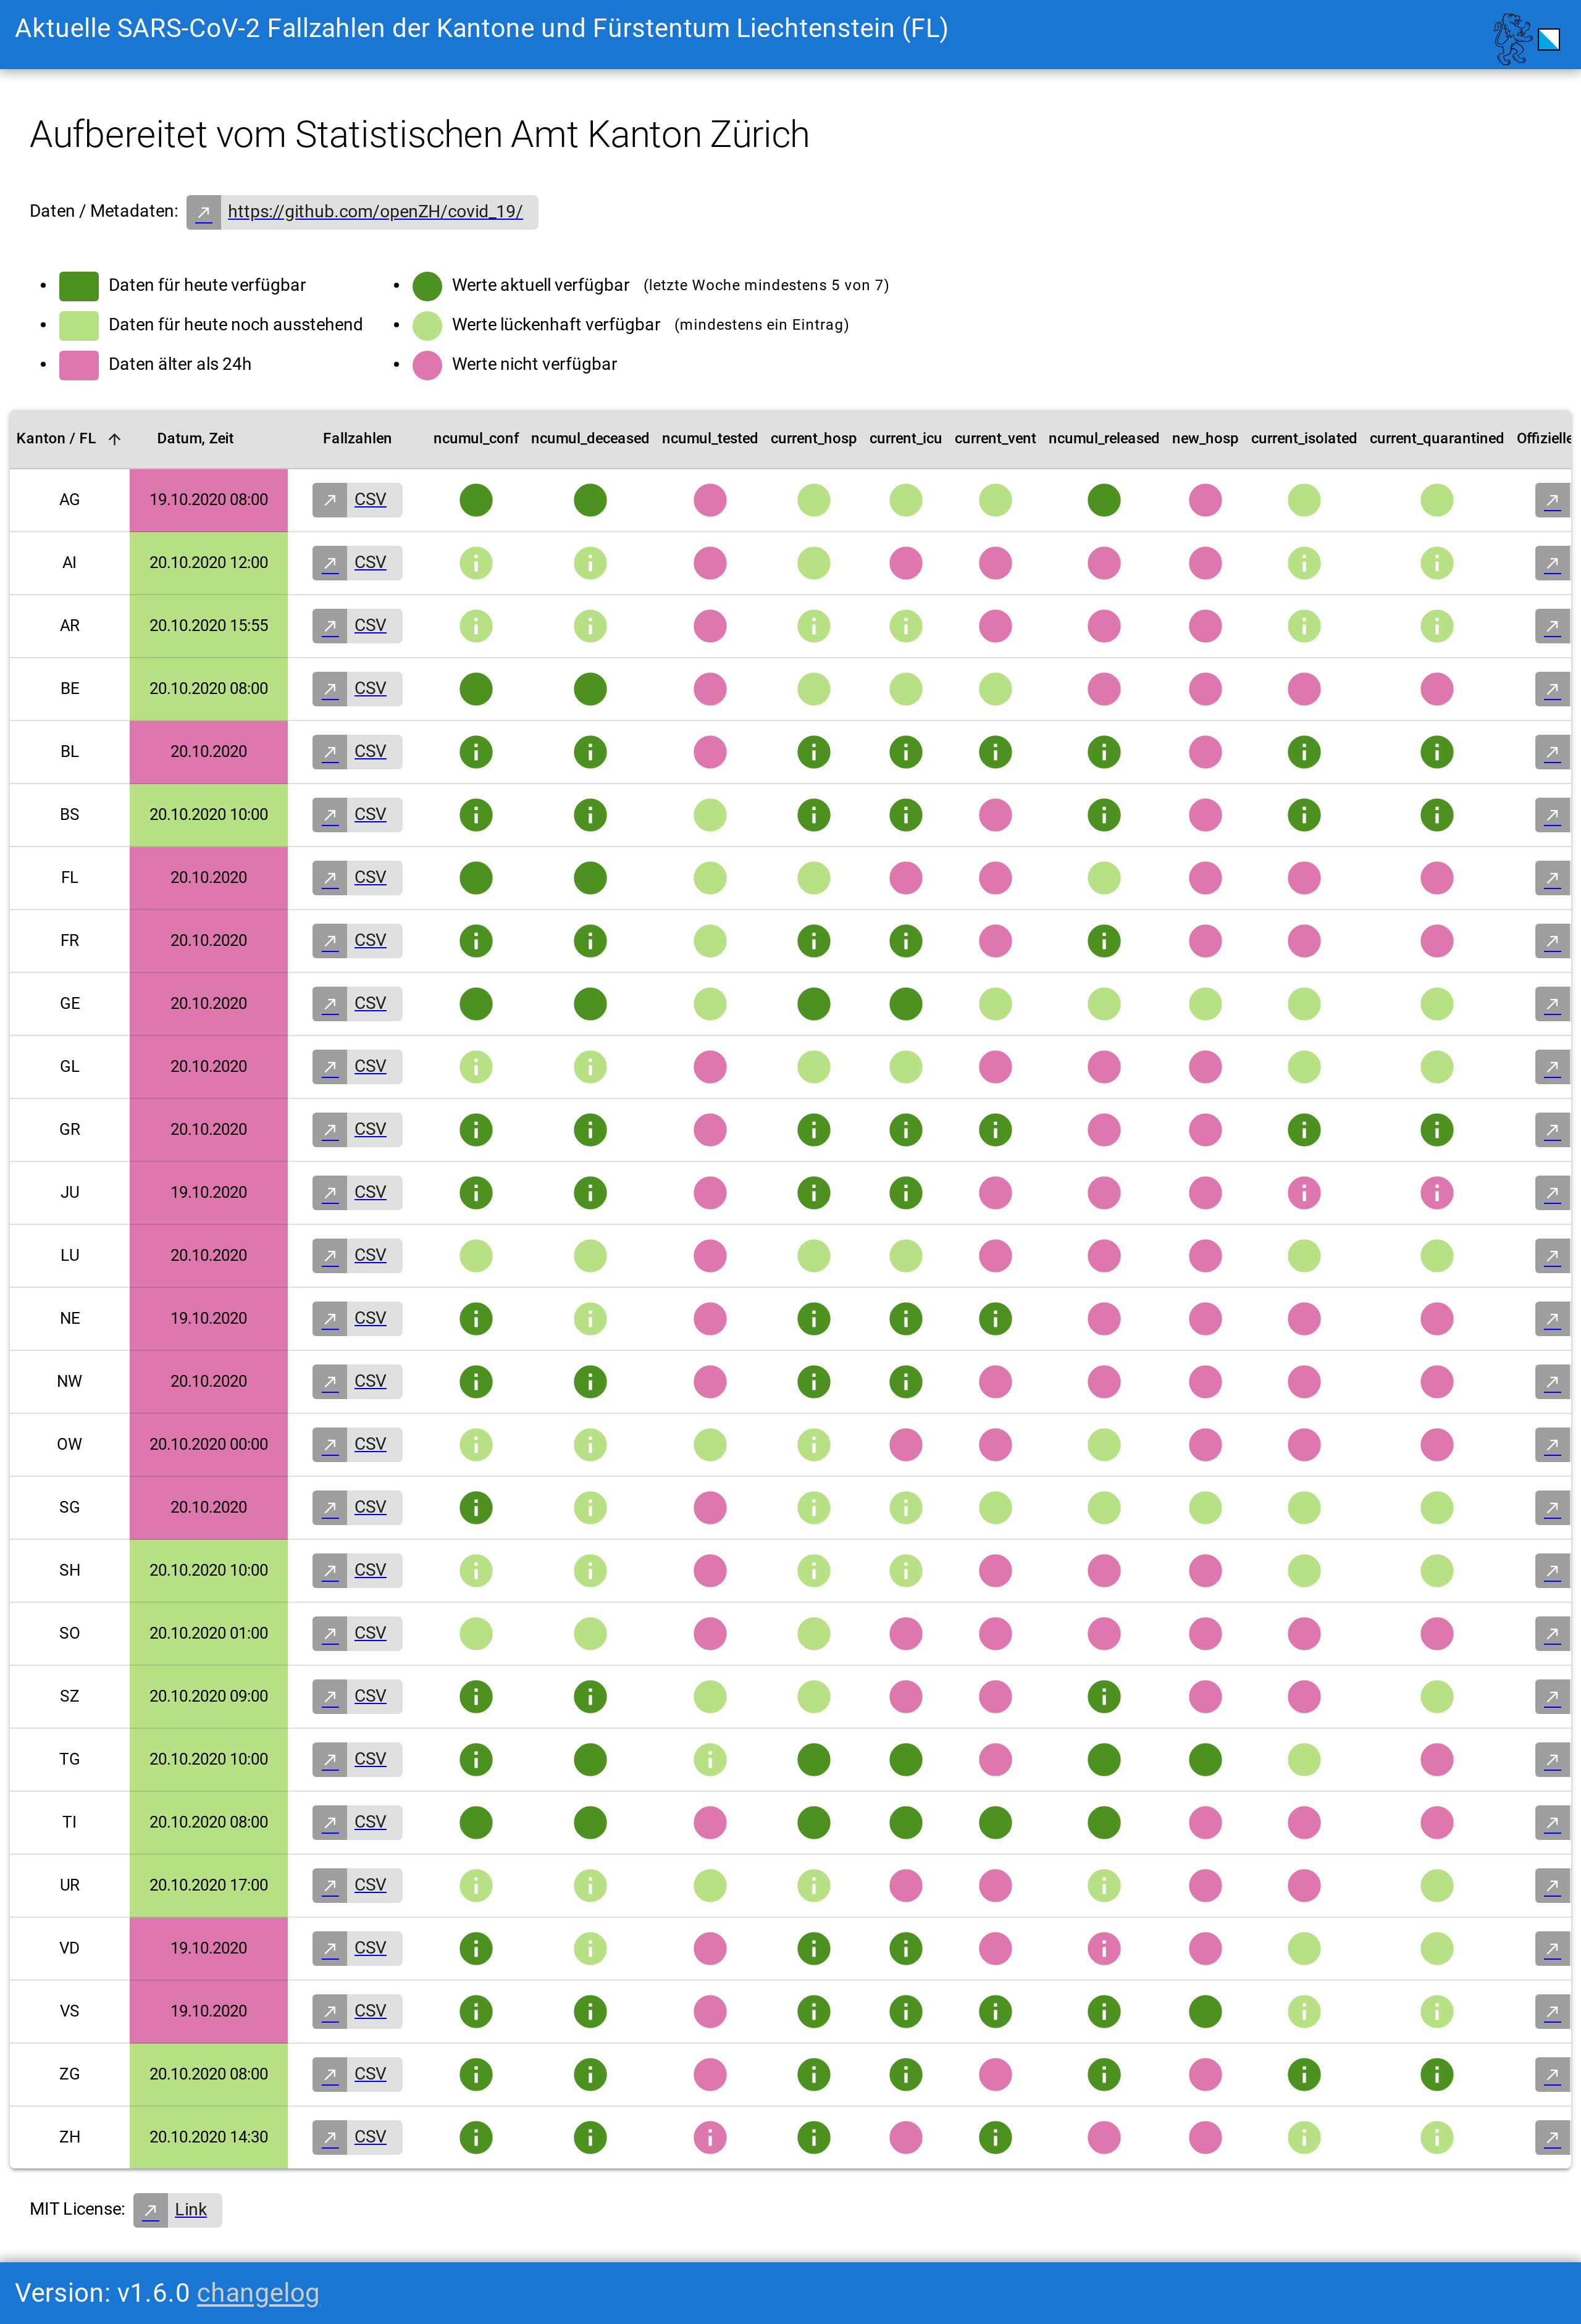 Aktuelle SARS-CoV-2 Fallzahlen der Kantone und Fürstentum Liechtenstein (FL)
Aufbereitet vom Statistischen Amt Kanton Zürich
Daten / Metadaten: https://github.com/openZH/covid_19/
Daten für heute verfügbar
Daten für heute noch ausstehend
Daten älter als 24h
Werte aktuell verfügbar (letzte Woche mindestens 5 von 7)
Werte lückenhaft verfügbar (mindestens ein Eintrag)
Werte nicht verfügbar
Kanton / FL Datum, Zeit Fallzahlen ncumul_conf ncumul_deceased ncumul_tested current_hosp current_icu current_vent ncumul_released new_hosp current_isolated current_quarantined Offizielle
AG 19.10.2020 08:00 CSV
AI 20.10.2020 12:00 CSV
AR 20.10.2020 15:55 CSV
BE 20.10.2020 08:00 CSV
BL 20.10.2020 CSV
BS 20.10.2020 10:00 CSV
FL 20.10.2020 CSV
FR 20.10.2020 CSV
GE 20.10.2020 CSV
GL 20.10.2020 CSV
GR 20.10.2020 CSV
JU 19.10.2020 CSV
LU 20.10.2020 CSV
NE 19.10.2020 CSV
NW 20.10.2020 CSV
OW 20.10.2020 00:00 CSV
SG 20.10.2020 CSV
SH 20.10.2020 10:00 CSV
SO 20.10.2020 01:00 CSV
SZ 20.10.2020 09:00 CSV
TG 20.10.2020 10:00 CSV
TI 20.10.2020 08:00 CSV
UR 20.10.2020 17:00 CSV
VD 19.10.2020 CSV
VS 19.10.2020 CSV
ZG 20.10.2020 08:00 CSV
ZH 20.10.2020 14:30 CSV
MIT License: Link
Version: v1.6.0 changelog